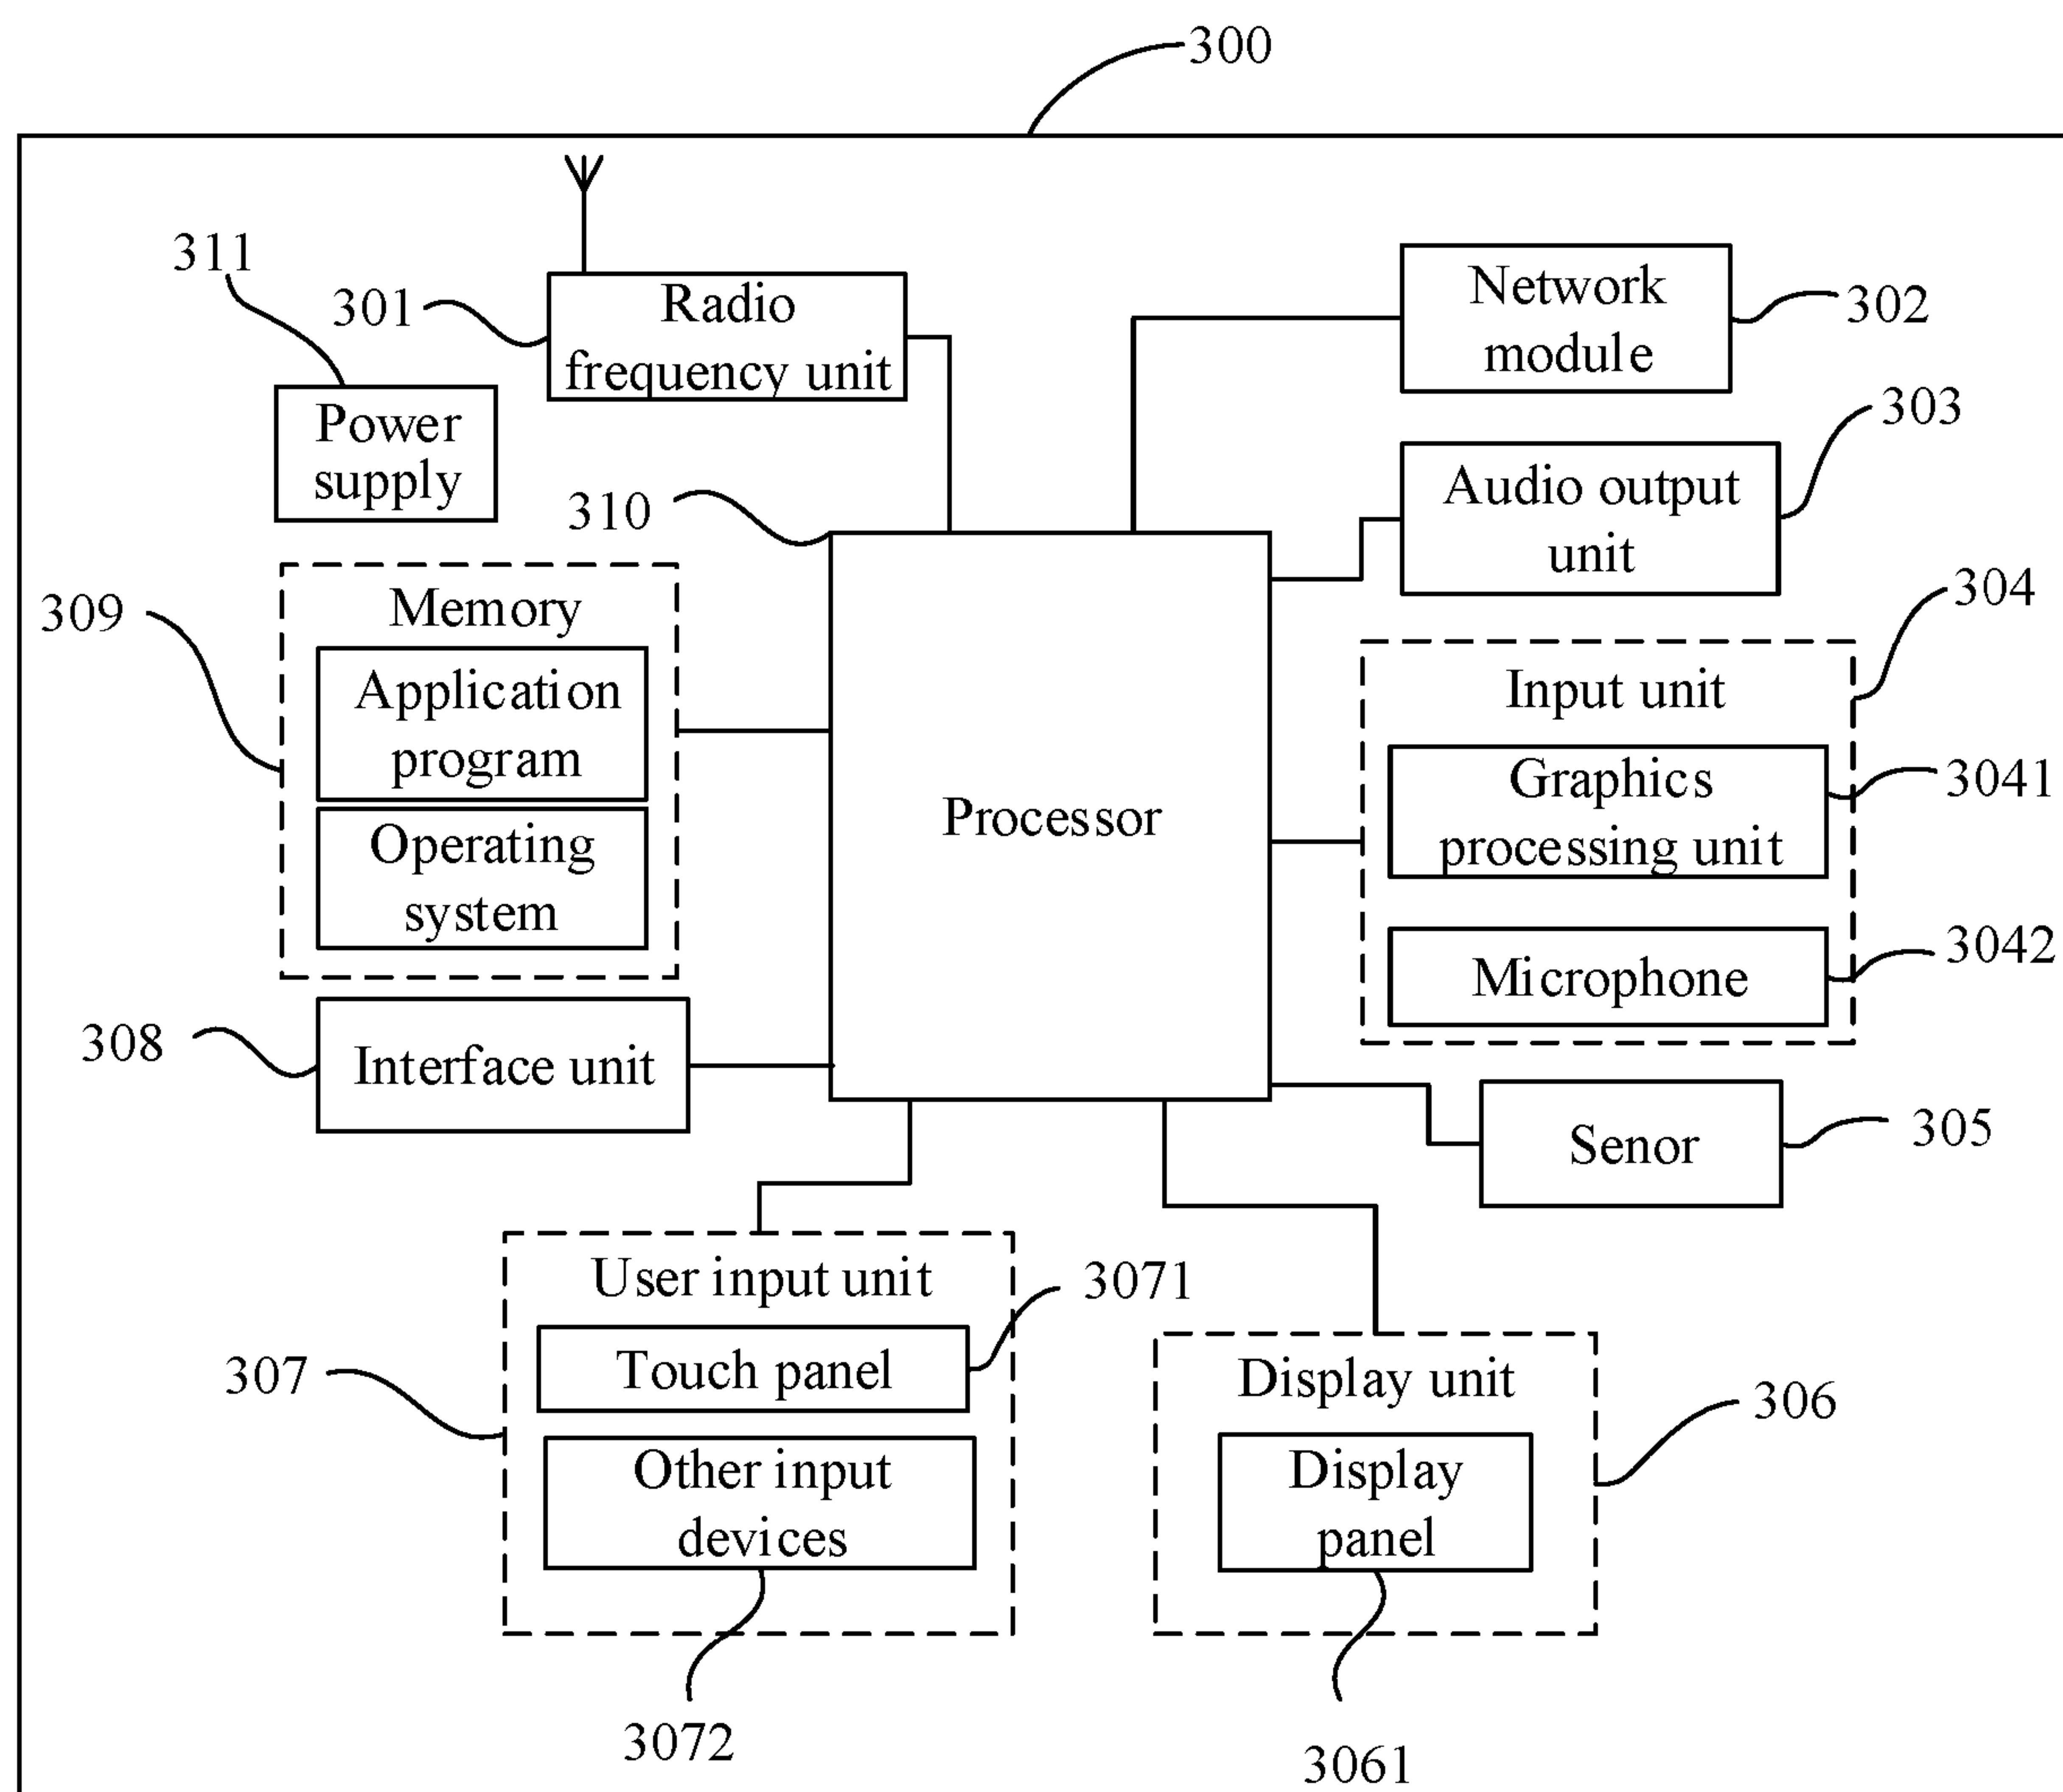 300
311
301
Radio
frequency unit
Network
module
302
Power
supply
303
310
Audio output
unit
309
Memory
Application
program
Operating
system
Processor
304
Input unit
Graphics
processing unit
3041
Microphone
3042
308
Interface unit
Senor
305
User input unit
3071
307
Touch panel
Other input
devices
3072
Display unit
306
Display
panel
3061